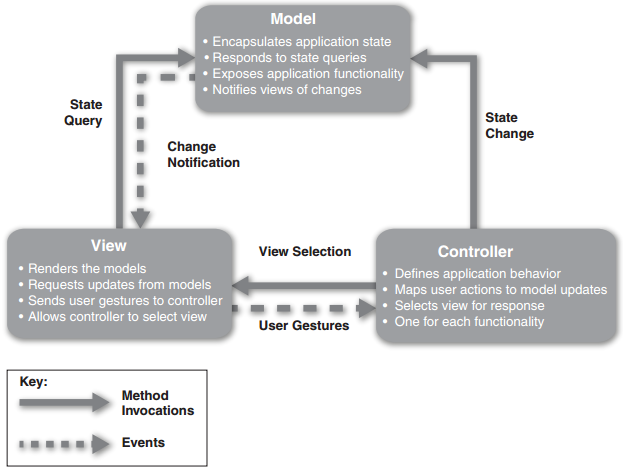 Model
• Encapsulates application state
• Responds to state queries
• Exposes application functionality
• Notifies views of changes
State
Query
Change
Notification
State
Change
View
• Renders the models
• Requests updates from models
• Sends user gestures to controller
• Allows controller to select view
View Selection
User Gestures
Controller
• Defines application behavior
• Maps user actions to model updates
• Selects view for response
• One for each functionality
Key:
Method
Invocations
Events